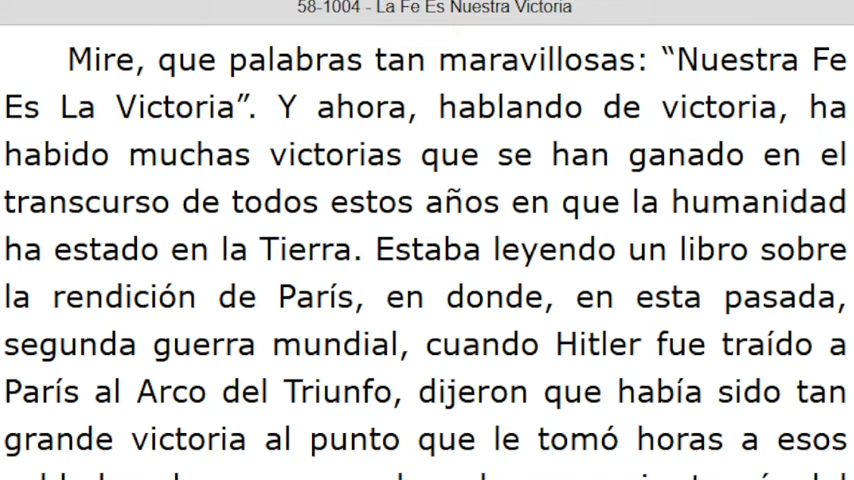 58-1004 - La Fe Es Nuestra Victoria
Mire, que palabras tan maravillosas: “Nuestra Fe
Es La Victoria”. Y ahora, hablando de victoria, ha
habido muchas victorias que se han ganado en el
transcurso de todos estos años en que la humanidad
ha estado en la Tierra. Estaba leyendo un libro sobre
la rendición de París, en donde, en esta pasada,
segunda guerra mundial, cuando Hitler fue traído a
París al Arco del Triunfo, dijeron que había sido tan
grande victoria al punto que le tomó horas a esos